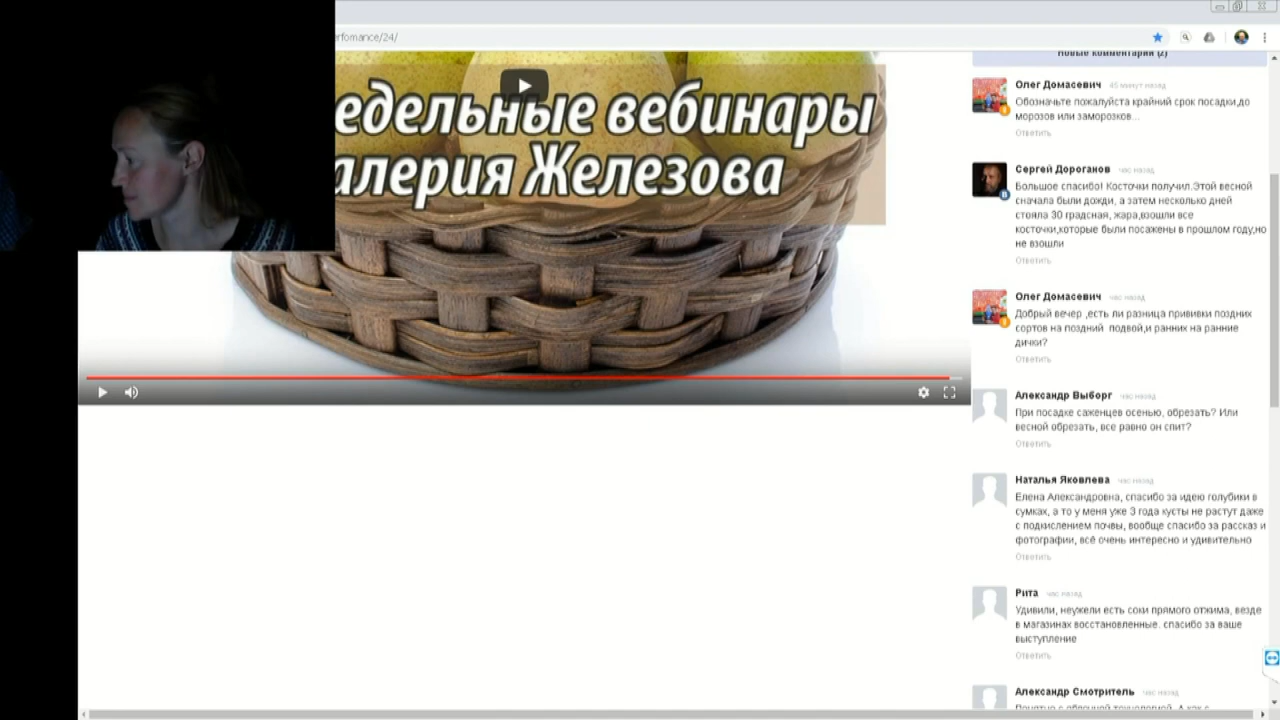 rfomance/24/
едельные вебинары
алерия Железова
Новые комментарии (2)
Олег Домасевич 45 минут назад
Обозначьте пожалуйста крайний срок посадки,до
морозов или заморозков...
Ответить
Сергей Дороганов час назад
Большое спасибо! Косточки получил.Этой весной
сначала были дожди, а затем несколько дней
стояла 30 градсная, жара,взошли все
косточки,которые были посажены в прошлом году,но
не взошли
Ответить
Олег Домасевич час назад
Добрый вечер ,есть ли разница прививки поздних
сортов на поздний подвой,и ранних на ранние
дички?
Ответить
Александр Выборг час назад
При посадке саженцев осенью, обрезать? Или
весной обрезать, все равно он спит?
Ответить
Наталья Яковлева час назад
Елена Александровна, спасибо за идею голубики в
сумках, а то у меня уже 3 года кусты не растут даже
с подкислением почвы, вообще спасибо за рассказ и
фотографии, всё очень интересно и удивительно
Ответить
Рита час назад
Удивили, неужели есть соки прямого отжима, везде
в магазинах восстановленные. спасибо за ваше
выступление
Ответить
Александр Смотритель час назад